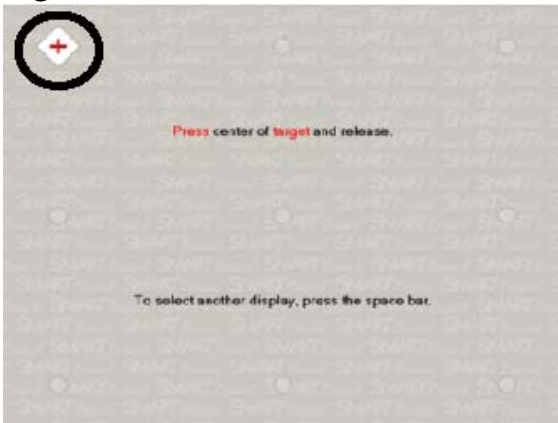 Press center of target and release.
To select another display, press the space bar.